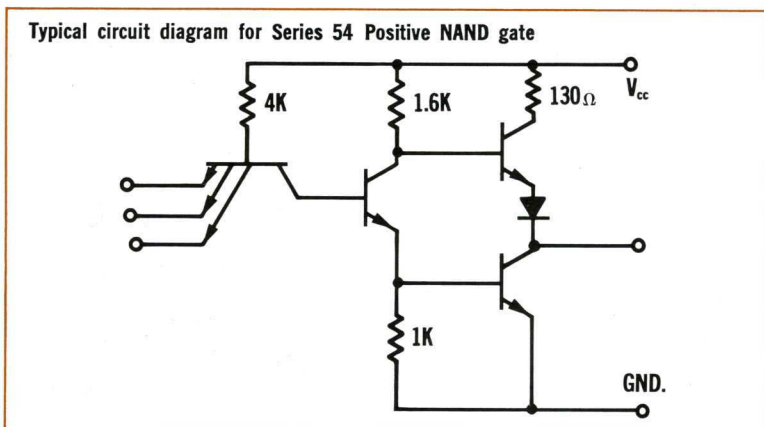 Typical circuit diagram for Series 54 Positive NAND gate
4K
1.6K
130Ω
Vcc
1K
GND.